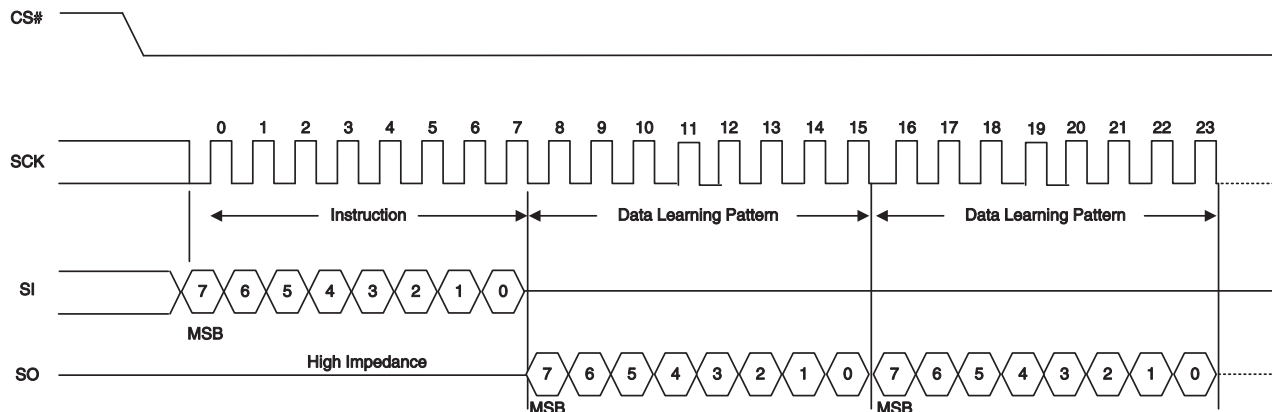 CS#
0 1 2 3 4 5 6 7 8 9 10 11 12 13 14 15 16 17 18 19 20 21 22 23
SCK
Instruction Data Learning Pattern Data Learning Pattern
SI 7 6 5 4 3 2 1 0
MSB
High Impedance
SO 7 6 5 4 3 2 1 0 7 6 5 4 3 2 1 0
MSB MSB